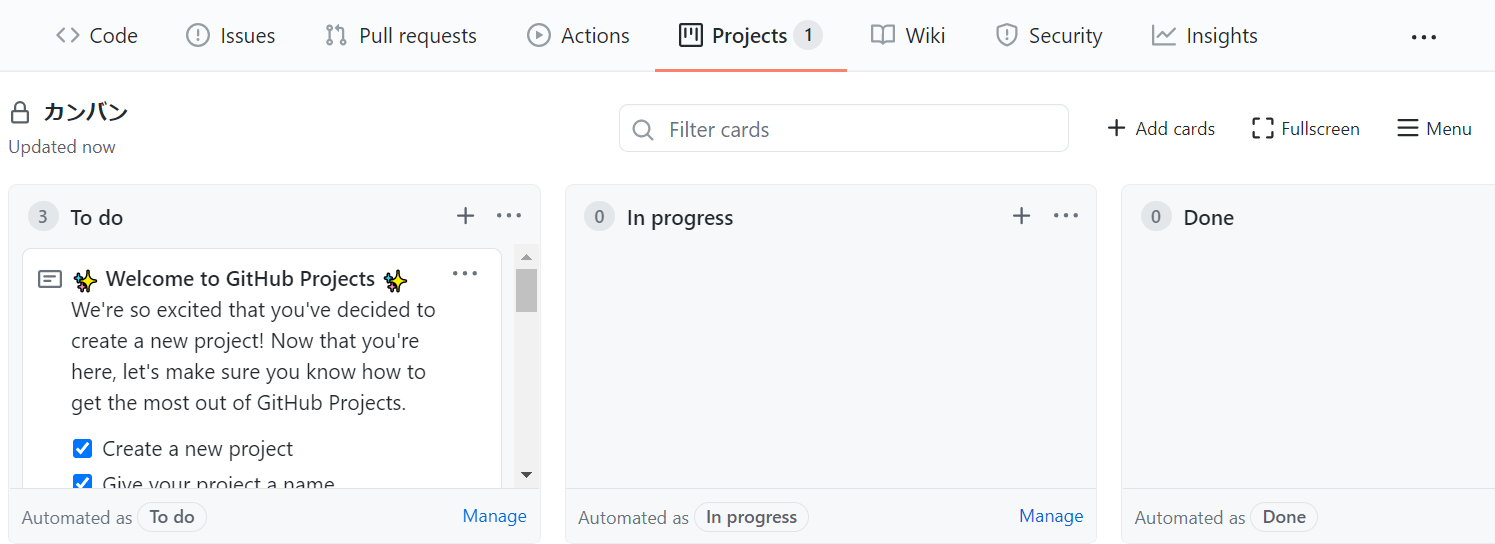 Code Issues Pull requests Actions Projects 1 Wiki Security Insights
カンバン
Updated now
Filter cards
Add cards Fullscreen Menu
3 To do
✨ Welcome to GitHub Projects ✨
We're so excited that you've decided to
create a new project! Now that you're
here, let's make sure you know how to
get the most out of GitHub Projects.
Create a new project
Give your project a name
Automated as To do Manage
0 In progress
Automated as In progress Manage
0 Done
Automated as Done